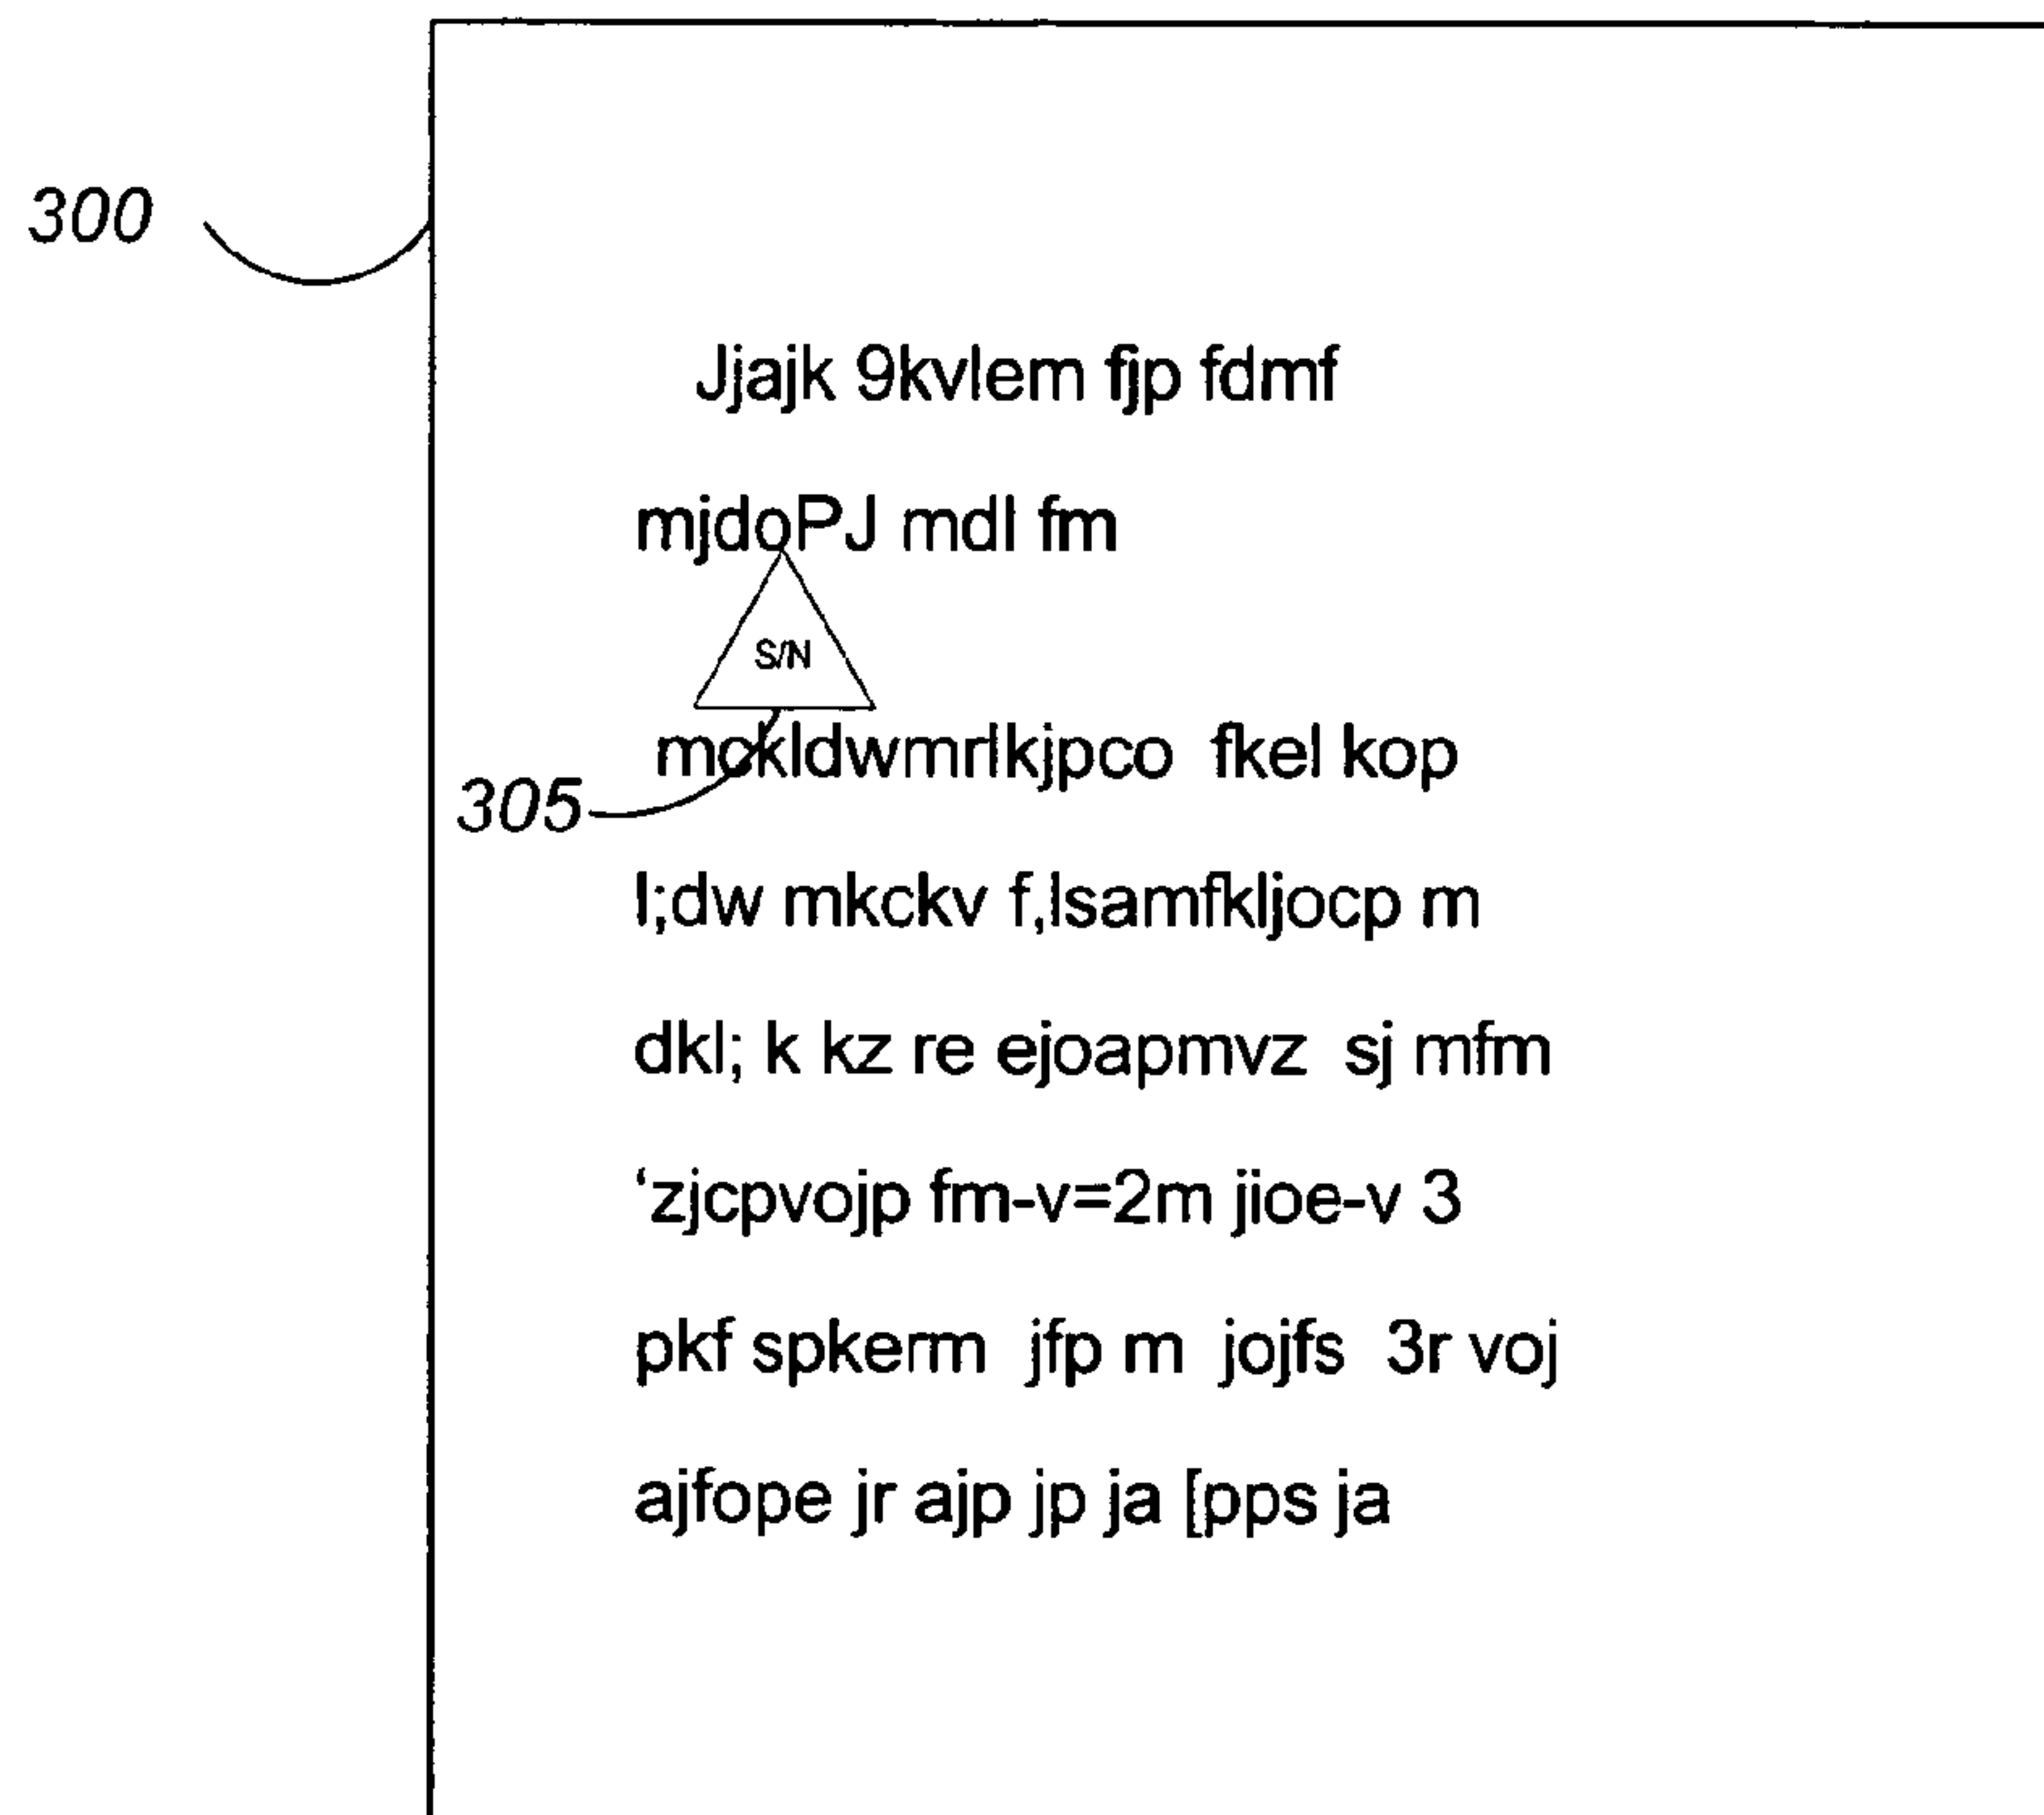 300
Jjajk 9kvlem fjp fdmf
mjdoPJ mdl fm
S/N
mckldwmrlkjpco fkel kop
305
l;dw mkckv f,lsamfkljocp m
dkl; k kz re ejoapmvz sj mfm
‘zjcpvojp fm-v=2m jioe-v 3
pkf spkerm jfp m jojfs 3r voj
ajfope jr ajp jp ja [pps ja